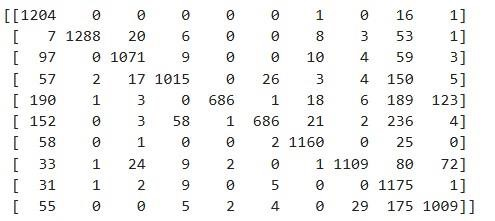 [[1204 0 0 0 0 0 1 0 16 1]
[ 7 1288 20 6 0 0 8 3 53 1]
[ 97 0 1071 9 0 0 10 4 59 3]
[ 57 2 17 1015 0 26 3 4 150 5]
[ 190 1 3 0 686 1 18 6 189 123]
[ 152 0 3 58 1 686 21 2 236 4]
[ 58 0 1 0 0 2 1160 0 25 0]
[ 33 1 24 9 2 0 1 1109 80 72]
[ 31 1 2 9 0 5 0 0 1175 1]
[ 55 0 0 5 2 4 0 29 175 1009]]